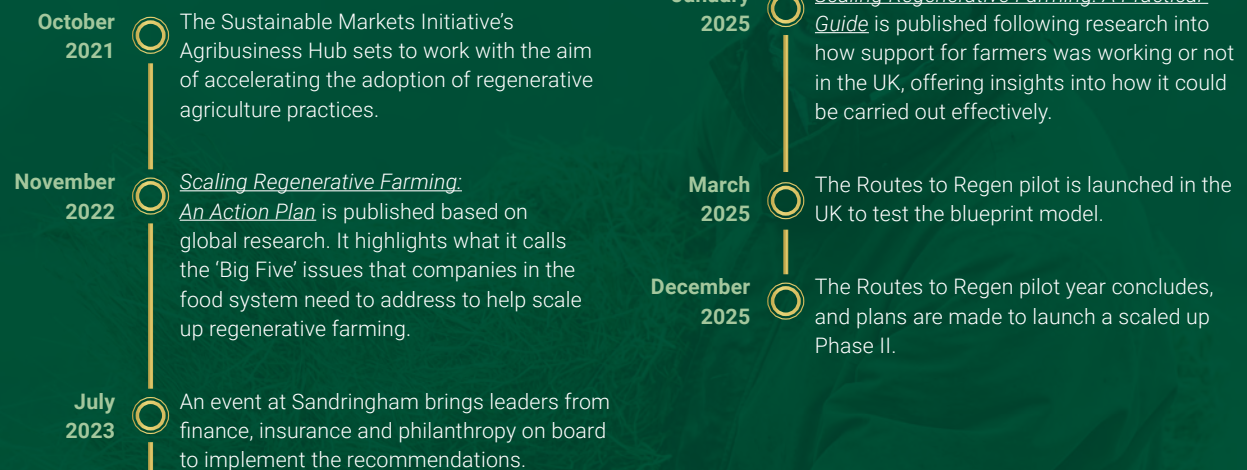 October
2021
The Sustainable Markets Initiative’s
Agribusiness Hub sets to work with the aim
of accelerating the adoption of regenerative
agriculture practices.
November
2022
Scaling Regenerative Farming:
An Action Plan is published based on
global research. It highlights what it calls
the ‘Big Five’ issues that companies in the
food system need to address to help scale
up regenerative farming.
July
2023
An event at Sandringham brings leaders from
finance, insurance and philanthropy on board
to implement the recommendations.
January
2025
Scaling Regenerative Farming: A Practical
Guide is published following research into
how support for farmers was working or not
in the UK, offering insights into how it could
be carried out effectively.
March
2025
The Routes to Regen pilot is launched in the
UK to test the blueprint model.
December
2025
The Routes to Regen pilot year concludes,
and plans are made to launch a scaled up
Phase II.